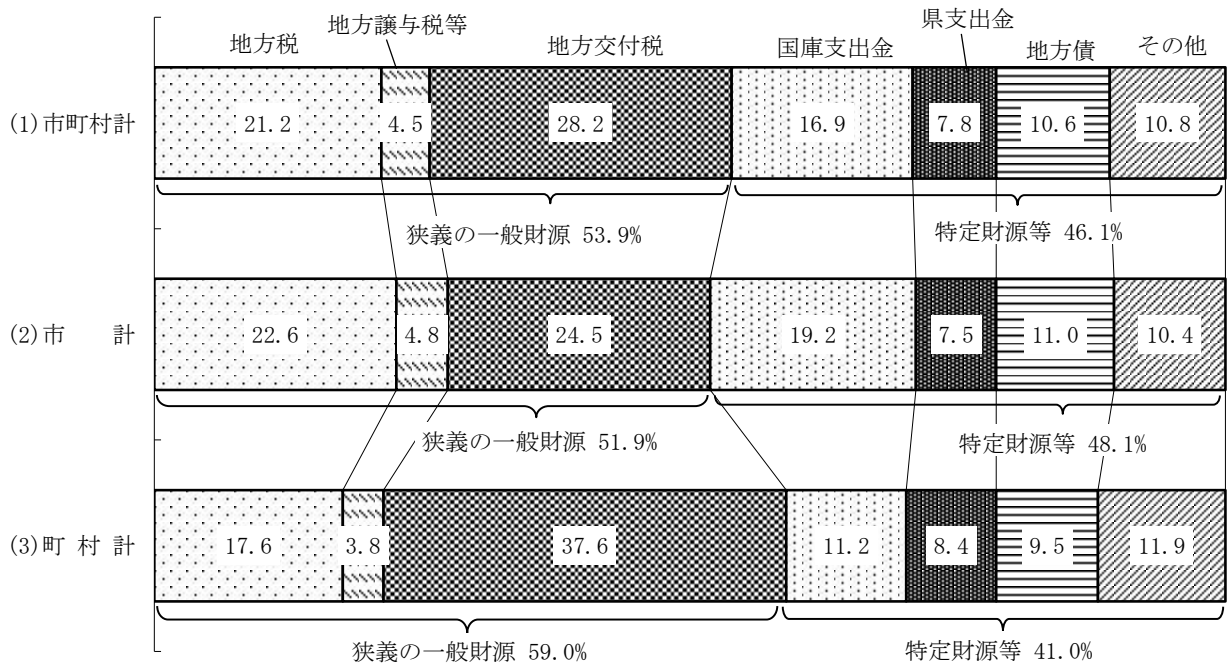 地方税 地方譲与税等 地方交付税 国庫支出金 県支出金 地方債 その他
(1)市町村計 21.2 4.5 28.2 16.9 7.8 10.6 10.8
狭義の一般財源 53.9% 特定財源等 46.1%
(2)市　　計 22.6 4.8 24.5 19.2 7.5 11.0 10.4
狭義の一般財源 51.9% 特定財源等 48.1%
(3)町 村 計 17.6 3.8 37.6 11.2 8.4 9.5 11.9
狭義の一般財源 59.0% 特定財源等 41.0%